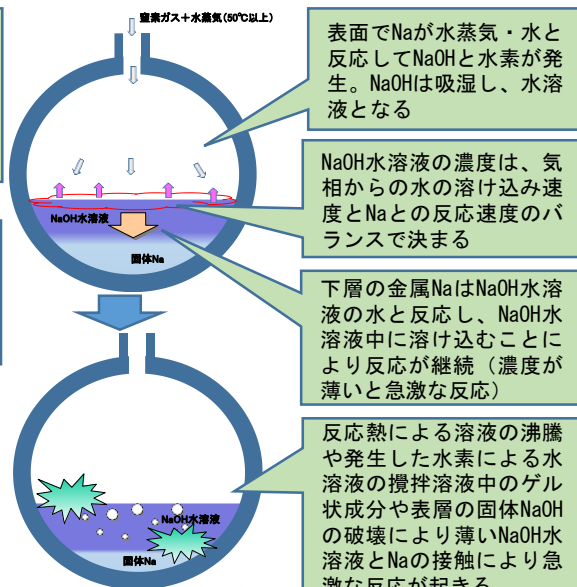 窒素ガス+水蒸気(50℃以上)
表面でNaが水蒸気・水と
反応してNaOHと水素が発
生。NaOHは吸湿し、水溶
液となる
NaOH水溶液の濃度は、気
相からの水の溶け込み速
度とNaとの反応速度のバ
ランスで決まる
NaOH水溶液
固体Na
下層の金属NaはNaOH水溶
液の水と反応し、NaOH水
溶液中に溶け込むことに
より反応が継続(濃度が
薄いと急激な反応)
反応熱による溶液の沸騰
や発生した水素による水
溶液の攪拌溶液中のゲル
状成分や表層の固体NaOH
の破壊により薄いNaOH水
溶液とNaの接触により急
激な反応が起きる
NaOH水溶液
固体Na